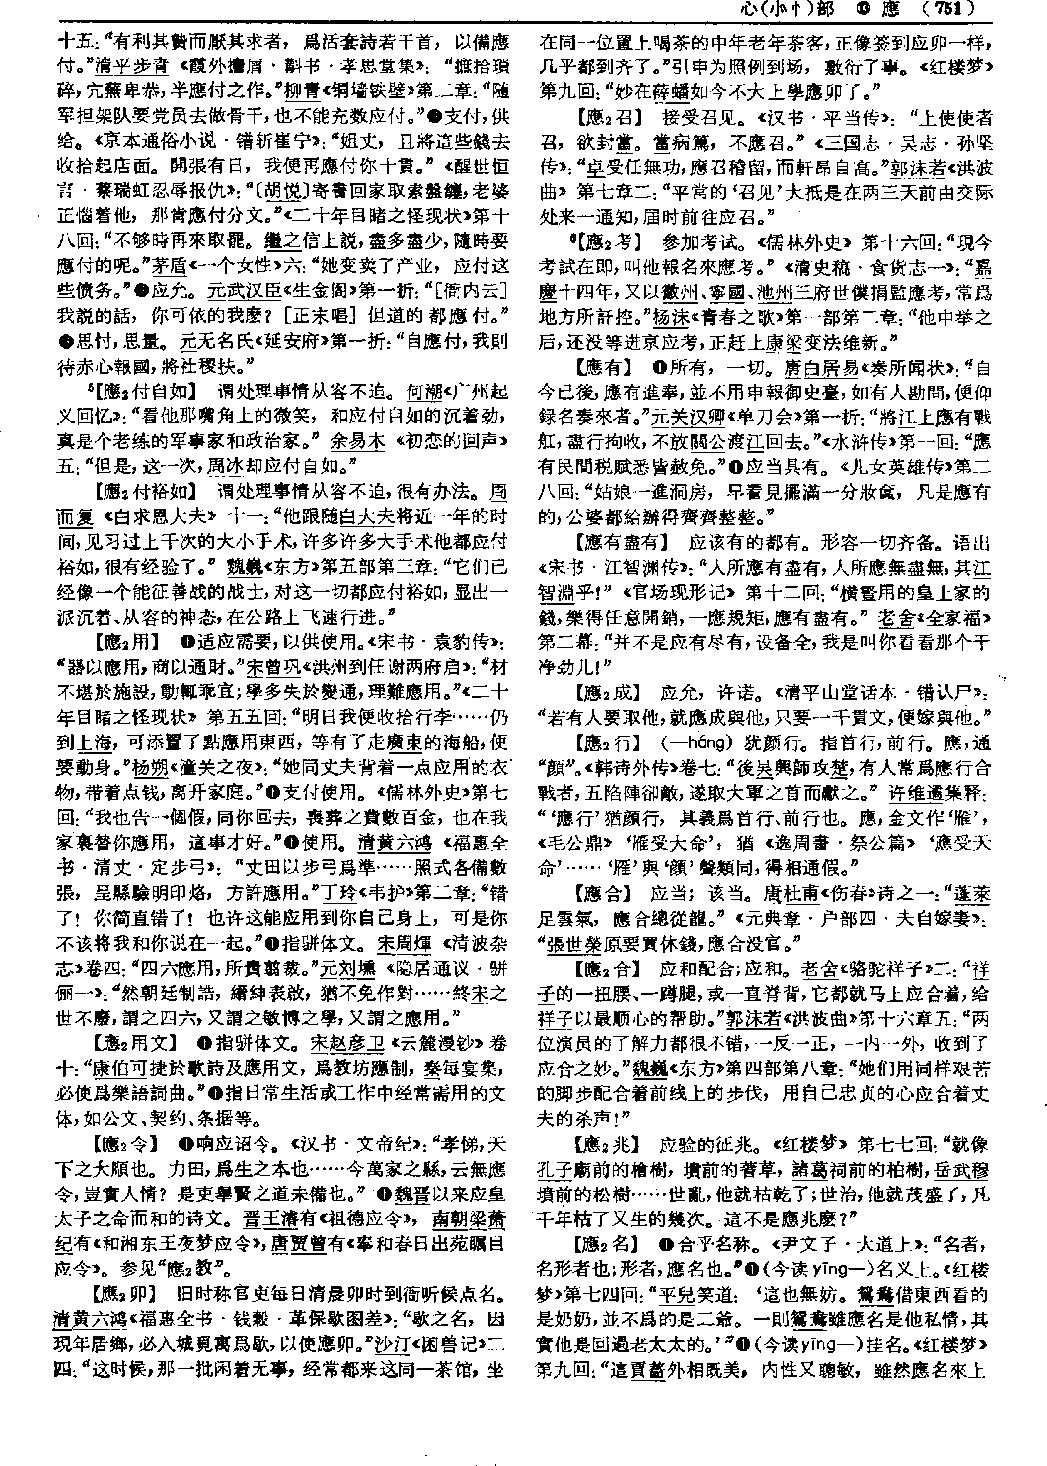 心(小忄)部 ⑬ 應 (751)
十五：“有利其贄而厭其求者，爲活套詩若干首，以備應
付。”清平步青《霞外攟屑·斠书·孝思堂集》：“摭拾瑣
碎，冗蕪卑恭，半應付之作。”柳青《铜墙铁壁》第二章：“随
军担架队要党员去做骨干，也不能充数应付。”支付，供
给。《京本通俗小说·错斩崔宁》：“姐丈，且將這些錢去
收拾起店面。開張有日，我便再應付你十貫。”《醒世恒
言·蔡瑞虹忍辱报仇》：“〔胡悦〕寄書回家取索盤纏，老婆
正惱着他，那肯應付分文。”《二十年目睹之怪现状》第十
八回：“不够時再來取罷。繼之信上説，盡多盡少，隨時要
應付的呢。”茅盾《一个女性》六：“她变卖了产业，应付这
些债务。”应允。元武汉臣《生金阁》第一折：“［衙内云］
我説的話，你可依的我麽？［正末唱］但道的都應付。”
思忖，思量。元无名氏《延安府》第一折：“自應付，我則
待赤心報國，將社稷扶。”
【應₂付自如】 谓处理事情从容不迫。何潮《广州起
义回忆》：“看他那嘴角上的微笑，和应付自如的沉着劲，
真是个老练的军事家和政治家。”余易木《初恋的回声》
五：“但是，这一次，周冰却应付自如。”
【應₂付裕如】 谓处理事情从容不迫，很有办法。周
而复《白求恩大夫》十一：“他跟随白大夫将近一年的时
间，见习过上千次的大小手术，许多许多大手术他都应付
裕如，很有经验了。”魏巍《东方》第五部第二章：“它们已
经像一个能征善战的战士，对这一切都应付裕如，显出一
派沉着、从容的神态，在公路上飞速行进。”
【應₂用】 ❶适应需要，以供使用。《宋书·袁豹传》：
“器以應用，商以通財。”宋曾巩《洪州到任谢两府启》：“材
不堪於施設，動輒乖宜；學多失於變通，理難應用。”《二十
年目睹之怪现状》第五五回：“明日我便收拾行李……仍
到上海，可添置了點應用東西，等有了走廣東的海船，便
要動身。”杨朔《潼关之夜》：“她同丈夫背着一点应用的衣
物，带着点钱，离开家庭。”支付使用。《儒林外史》第七
回：“我也告一個假，同你回去，喪葬之費數百金，也在我
家裏替你應用，這事才好。”使用。清黄六鸿《福惠全
书·清丈·定步弓》：“丈田以步弓爲準……照式各備數
張，呈縣驗明印烙，方許應用。”丁玲《韦护》第二章：“错
了！你简直错了！也许这能应用到你自己身上，可是你
不该将我和你说在一起。”指骈体文。宋周煇《清波杂
志》卷四：“四六應用，所貴翦裁。”元刘壎《隐居通议·骈
俪一》：“然朝廷制誥，縉紳表啟，猶不免作對……終宋之
世不廢，謂之四六，又謂之敏博之學，又謂之應用。”
【應₂用文】 ❶指骈体文。宋赵彦卫《云麓漫钞》卷
十：“康伯可捷於歌詩及應用文，爲教坊應制，秦每宴集，
必使爲樂語詞曲。”指日常生活或工作中经常需用的文
体，如公文、契约、条据等。
【應₂令】 ❶响应诏令。《汉书·文帝纪》：“孝悌，天
下之大順也。力田，爲生之本也……今萬家之縣，云無應
令，豈實人情？是吏舉賢之道未備也。”魏晋以来应皇
太子之命而和的诗文。晋王濬有《祖德应令》，南朝梁萧
纪有《和湘东王夜梦应令》，唐贾曾有《奉和春日出苑瞩目
应令》。参见“應₂教”。
【應₂卯】 旧时称官吏每日清晨卯时到衙听候点名。
清黄六鸿《福惠全书·钱穀·革保歇图差》：“歇之名，因
現年居鄉，必入城覓寓爲歇，以便應卯。”沙汀《困兽记》二
四：“这时候，那一批闲着无事，经常都来这同一茶馆，坐
在同一位置上喝茶的中年老年茶客，正像签到应卯一样，
几乎都到齐了。”引申为照例到场，敷衍了事。《红楼梦》
第九回：“妙在薛蟠如今不大上學應卯了。”
【應₂召】 接受召见。《汉书·平当传》：“上使使者
召，欲封當。當病篤，不應召。”《三国志·吴志·孙坚
传》：“卓受任無功，應召稽留，而軒昂自高。”郭沫若《洪波
曲》第七章二：“平常的‘召见’大抵是在两三天前由交际
处来一通知，届时前往应召。”
【應₂考】 参加考试。《儒林外史》第十六回：“現今
考試在即，叫他報名來應考。”《清史稿·食货志一》：“嘉
慶十四年，又以徽州、寧國、池州三府世僕捐監應考，常爲
地方所訐控。”杨沫《青春之歌》第一部第二章：“他中举之
后，还没等进京应考，正赶上康梁变法维新。”
【應有】 ❶所有，一切。唐白居易《奏所闻状》：“自
今已後，應有進奉，並不用申報御史臺，如有人勘問，便仰
録名奏來者。”元关汉卿《单刀会》第一折：“將江上應有戰
舡，盡行拘收，不放關公渡江回去。”《水浒传》第一回：“應
有民間税賦悉皆赦免。”应当具有。《儿女英雄传》第二
八回：“姑娘一進洞房，早看見擺滿一分妝奩，凡是應有
的，公婆都給辦得齊齊整整。”
【應有盡有】 应该有的都有。形容一切齐备。语出
《宋书·江智渊传》：“人所應有盡有，人所應無盡無，其江
智淵乎！”《官场现形记》第十二回：“橫豎用的皇上家的
錢，樂得任意開銷，一應規矩，應有盡有。”老舍《全家福》
第二幕：“并不是应有尽有，设备全，我是叫你看看那个干
净劲儿！”
【應₂成】 应允，许诺。《清平山堂话本·错认尸》：
“若有人要取他，就應成與他，只要一千貫文，便嫁與他。”
【應₂行】 （—háng）犹颜行。指首行，前行。應，通
“顔”。《韩诗外传》卷七：“後吴興師攻楚，有人常爲應行合
戰者，五陷陣卻敵，遂取大軍之首而獻之。”许维遹集释：
“‘應行’猶顔行，其義爲首行、前行也。應，金文作‘雁’，
《毛公鼎》‘雁受大命’，猶《逸周書·祭公篇》‘應受天
命’……‘雁’與‘顔’聲類同，得相通假。”
【應合】 应当；该当。唐杜甫《伤春》诗之一：“蓬萊
足雲氣，應合總從龍。”《元典章·户部四·夫自嫁妻》：
“張世榮原要買休錢，應合没官。”
【應₂合】 应和配合；应和。老舍《骆驼祥子》二：“祥
子的一扭腰、一蹲腿，或一直脊背，它都就马上应合着，给
祥子以最顺心的帮助。”郭沫若《洪波曲》第十六章五：“两
位演员的了解力都很不错，一反一正，一内一外，收到了
应合之妙。”魏巍《东方》第四部第八章：“她们用同样艰苦
的脚步配合着前线上的步伐，用自己忠贞的心应合着丈
夫的杀声！”
【應₂兆】 应验的征兆。《红楼梦》第七七回：“就像
孔子廟前的檜樹，墳前的蓍草，諸葛祠前的柏樹，岳武穆
墳前的松樹……世亂，他就枯乾了；世治，他就茂盛了，凡
千年枯了又生的幾次。這不是應兆麽？”
【應₂名】 ❶合乎名称。《尹文子·大道上》：“名者，
名形者也；形者，應名也。”（今读yīng—）名义上。《红楼
梦》第七四回：“平兒笑道：‘這也無妨。鴛鴦借東西看的
是奶奶，並不爲的是二爺。一則鴛鴦雖應名是他私情，其
實他是回過老太太的。’”（今读yīng—）挂名。《红楼梦》
第九回：“這賈薔外相既美，内性又聰敏，雖然應名來上